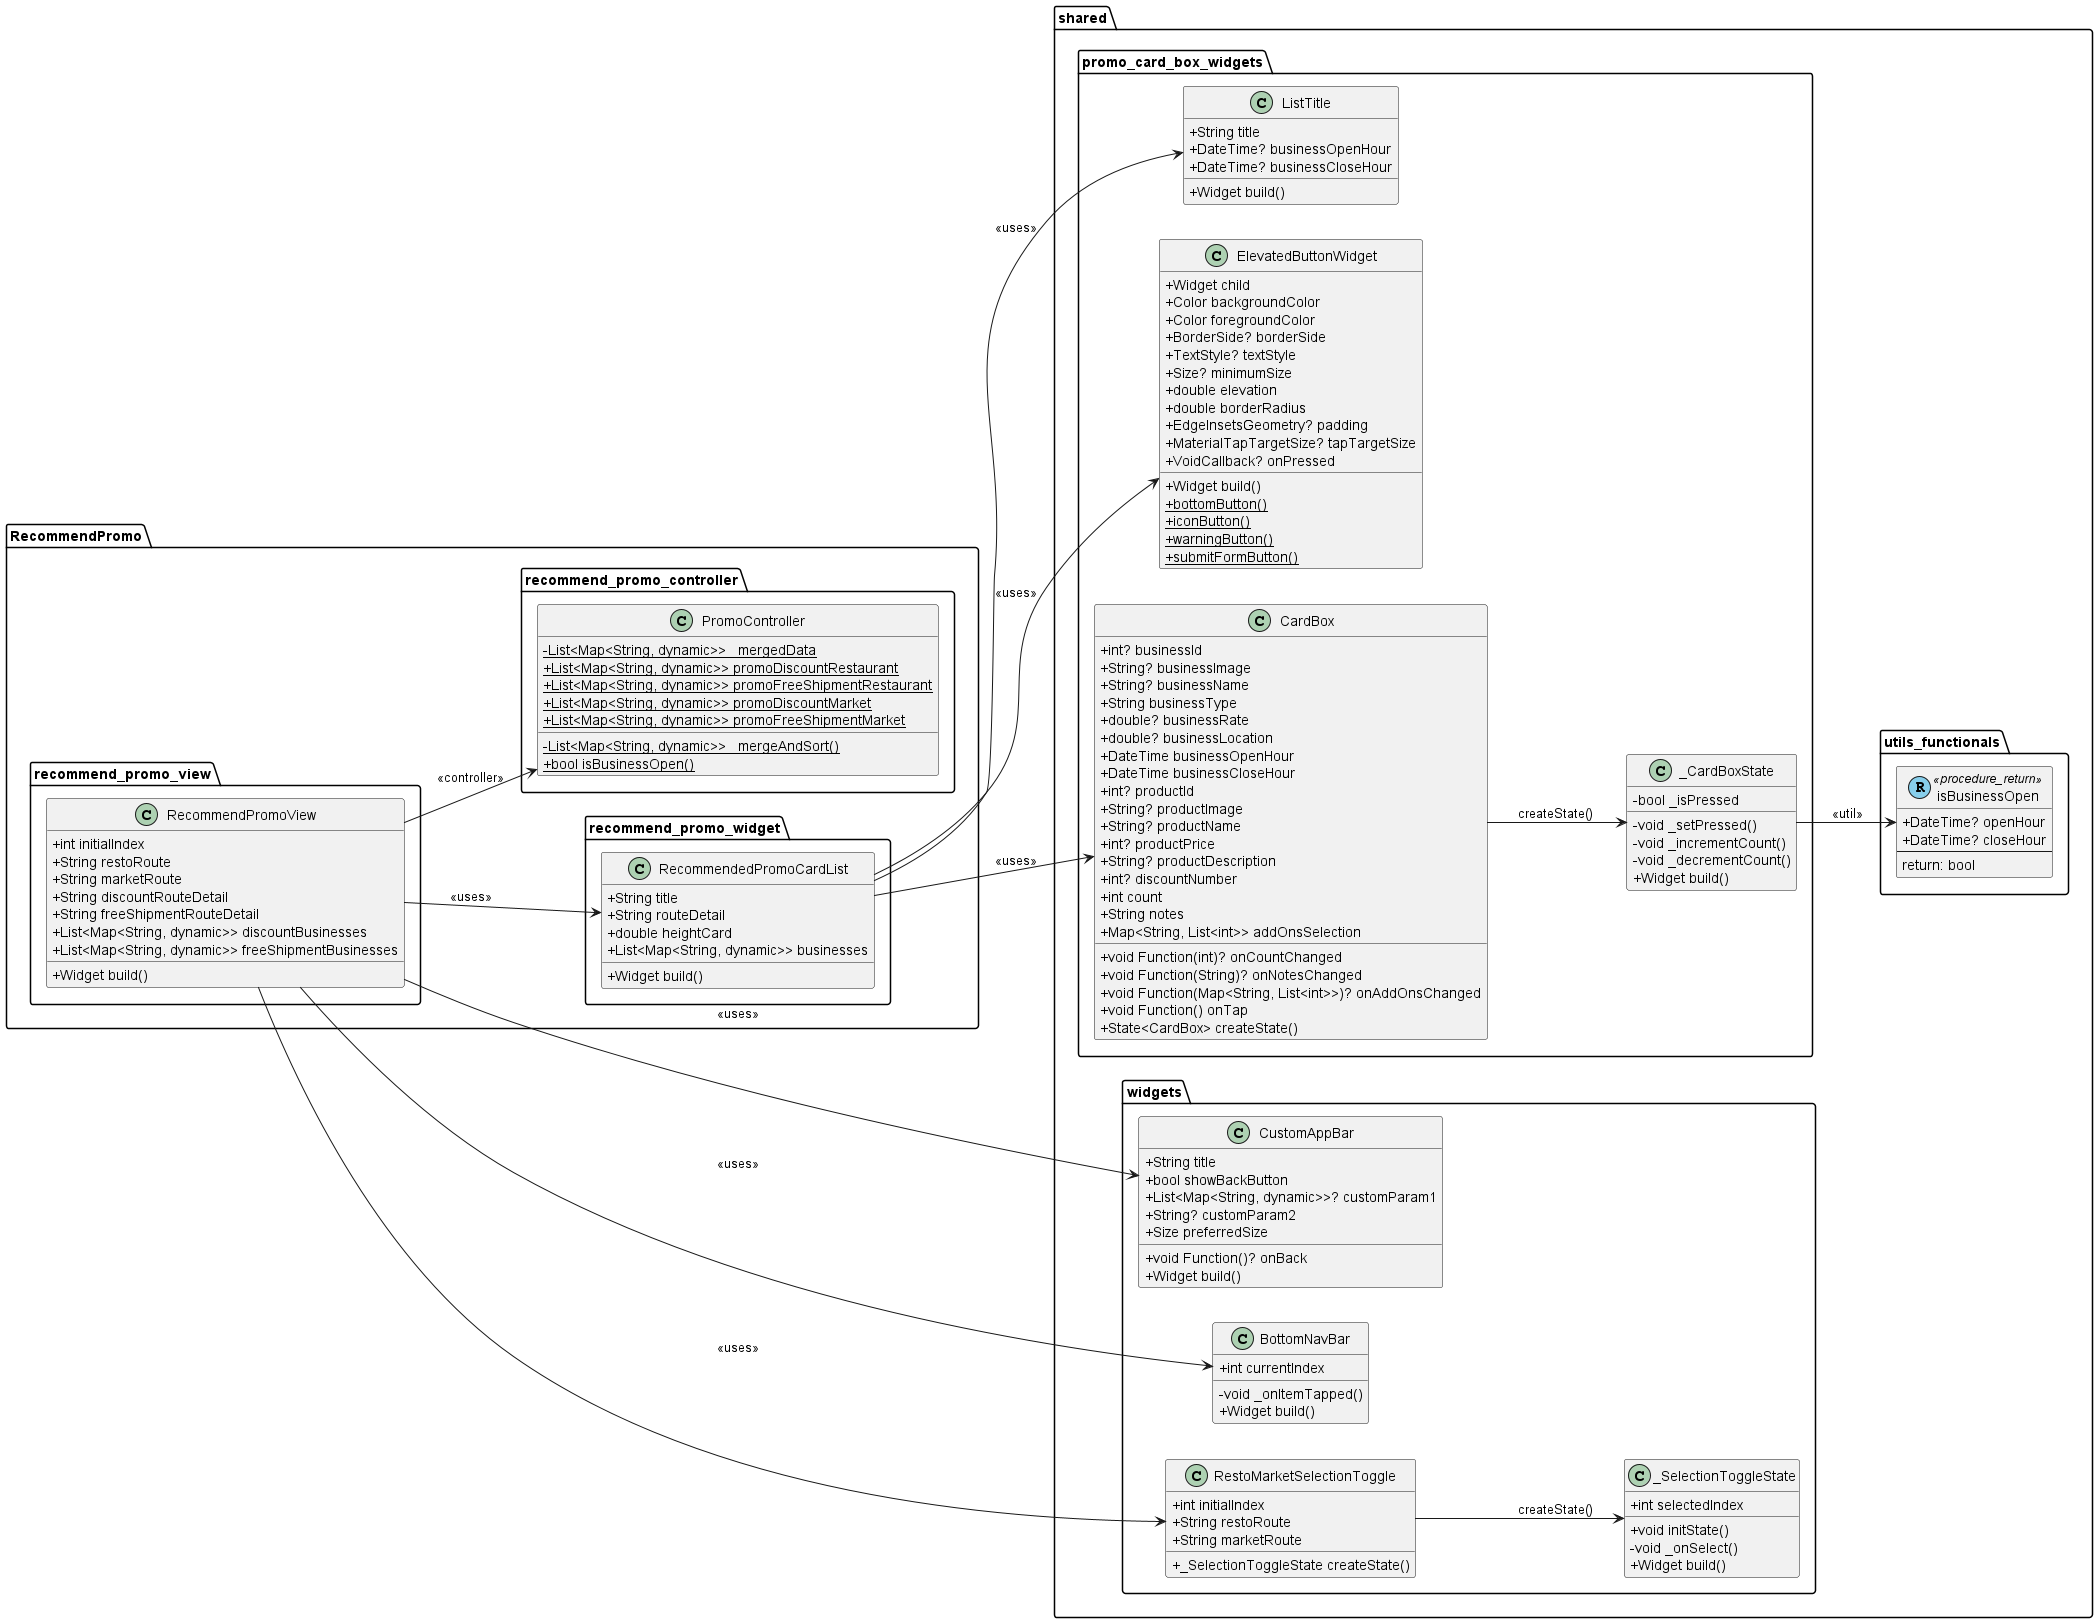 shared
promo_card_box_widgets
C ListTitle
+String title
+DateTime? businessOpenHour
+DateTime? businessCloseHour
+Widget build()
«uses»
C ElevatedButtonWidget
+Widget child
+Color backgroundColor
+Color foregroundColor
+BorderSide? borderSide
+TextStyle? textStyle
+Size? minimumSize
+double elevation
+double borderRadius
+EdgeInsetsGeometry? padding
+MaterialTapTargetSize? tapTargetSize
+VoidCallback? onPressed
+Widget build()
+bottomButton()
+iconButton()
+warningButton()
+submitFormButton()
«uses»
RecommendPromo
recommend_promo_controller
C PromoController
-List<Map<String, dynamic>> _mergedData
+List<Map<String, dynamic>> promoDiscountRestaurant
+List<Map<String, dynamic>> promoFreeShipmentRestaurant
+List<Map<String, dynamic>> promoDiscountMarket
+List<Map<String, dynamic>> promoFreeShipmentMarket
-List<Map<String, dynamic>> _mergeAndSort()
+bool isBusinessOpen()
recommend_promo_view
C RecommendPromoView
+int initialIndex
+String restoRoute
+String marketRoute
+String discountRouteDetail
+String freeShipmentRouteDetail
+List<Map<String, dynamic>> discountBusinesses
+List<Map<String, dynamic>> freeShipmentBusinesses
+Widget build()
«controller»
«uses»
recommend_promo_widget
C RecommendedPromoCardList
+String title
+String routeDetail
+double heightCard
+List<Map<String, dynamic>> businesses
+Widget build()
«uses»
C CardBox
+int? businessId
+String? businessImage
+String? businessName
+String businessType
+double? businessRate
+double? businessLocation
+DateTime businessOpenHour
+DateTime businessCloseHour
+int? productId
+String? productImage
+String? productName
+int? productPrice
+String? productDescription
+int? discountNumber
+int count
+String notes
+Map<String, List<int>> addOnsSelection
+void Function(int)? onCountChanged
+void Function(String)? onNotesChanged
+void Function(Map<String, List<int>>)? onAddOnsChanged
+void Function() onTap
+State<CardBox> createState()
createState()
C _CardBoxState
-bool _isPressed
-void _setPressed()
-void _incrementCount()
-void _decrementCount()
+Widget build()
«util»
utils_functionals
R «procedure_return»
isBusinessOpen
+DateTime? openHour
+DateTime? closeHour
return: bool
«uses»
widgets
C CustomAppBar
+String title
+bool showBackButton
+List<Map<String, dynamic>>? customParam1
+String? customParam2
+Size preferredSize
+void Function()? onBack
+Widget build()
«uses»
C BottomNavBar
+int currentIndex
-void _onItemTapped()
+Widget build()
«uses»
C RestoMarketSelectionToggle
+int initialIndex
+String restoRoute
+String marketRoute
+_SelectionToggleState createState()
createState()
C _SelectionToggleState
+int selectedIndex
+void initState()
-void _onSelect()
+Widget build()